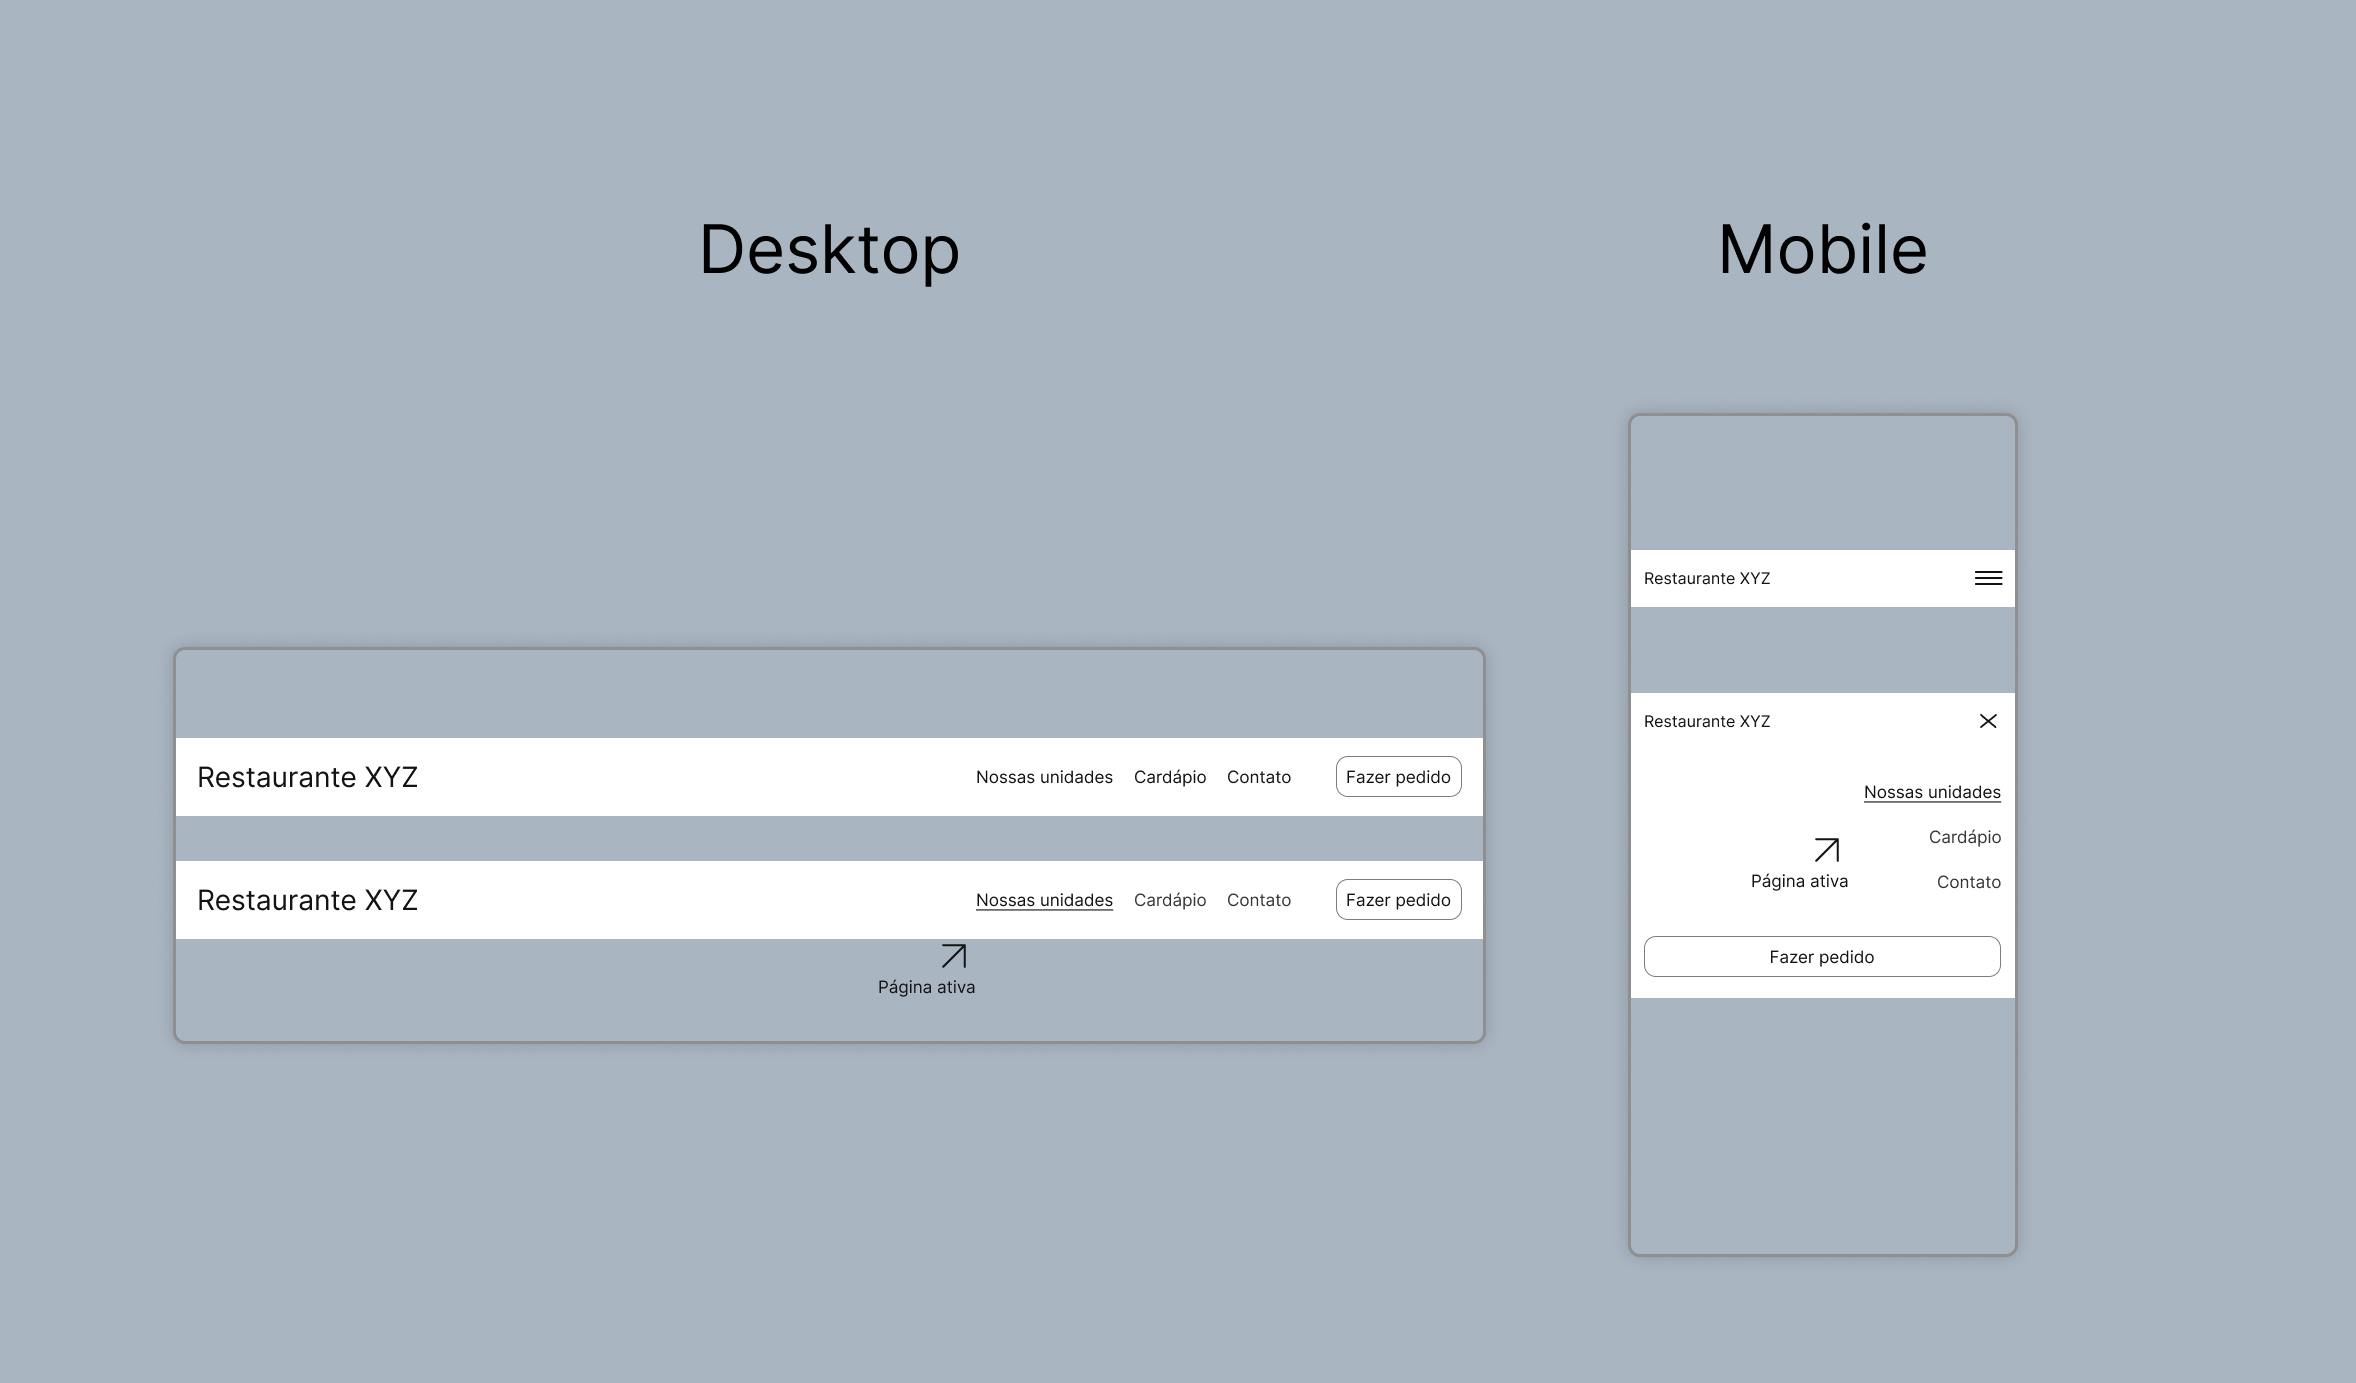 Desktop
Restaurante XYZ Nossas unidades Cardápio Contato Fazer pedido
Restaurante XYZ Nossas unidades Cardápio Contato Fazer pedido
Página ativa
Mobile
Restaurante XYZ
Restaurante XYZ
Nossas unidades
Cardápio
Página ativa Contato
Fazer pedido